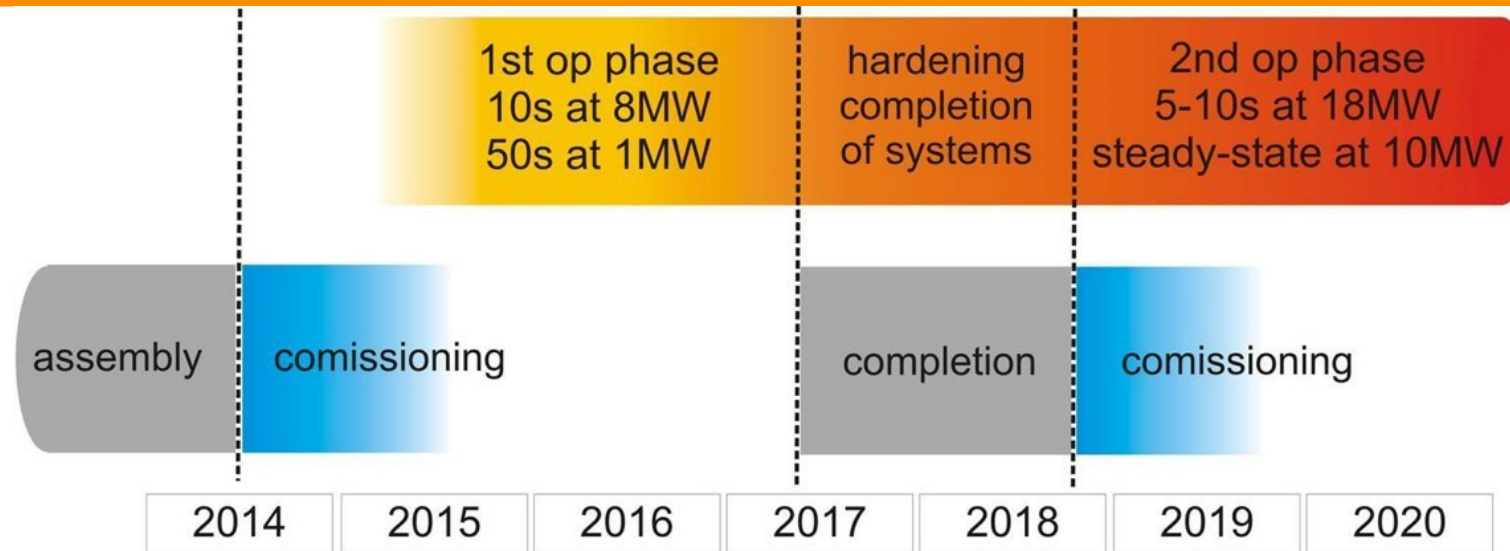 1st op phase
10s at 8MW
50s at 1MW
hardening
completion
of systems
2nd op phase
5-10s at 18MW
steady-state at 10MW
assembly
comissioning
completion
comissioning
2014 2015 2016 2017 2018 2019 2020